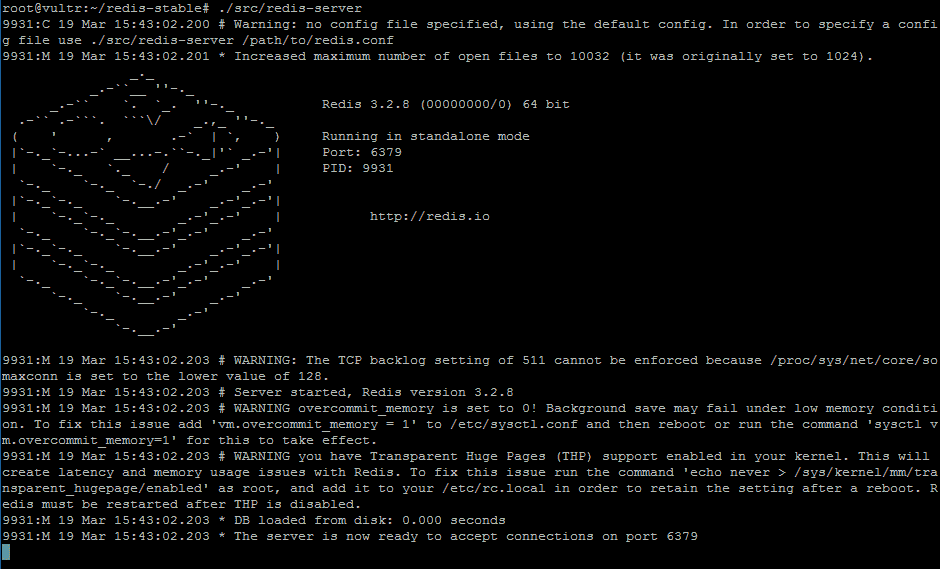 root@vultr:~/redis-stable# ./src/redis-server
9931:C 19 Mar 15:43:02.200 # Warning: no config file specified, using the default config. In order to specify a confi
g file use ./src/redis-server /path/to/redis.conf
9931:M 19 Mar 15:43:02.201 * Increased maximum number of open files to 10032 (it was originally set to 1024).
Redis 3.2.8 (00000000/0) 64 bit
Running in standalone mode
Port: 6379
PID: 9931
http://redis.io
9931:M 19 Mar 15:43:02.203 # WARNING: The TCP backlog setting of 511 cannot be enforced because /proc/sys/net/core/so
maxconn is set to the lower value of 128.
9931:M 19 Mar 15:43:02.203 # Server started, Redis version 3.2.8
9931:M 19 Mar 15:43:02.203 # WARNING overcommit_memory is set to 0! Background save may fail under low memory conditi
on. To fix this issue add 'vm.overcommit_memory = 1' to /etc/sysctl.conf and then reboot or run the command 'sysctl v
m.overcommit_memory=1' for this to take effect.
9931:M 19 Mar 15:43:02.203 # WARNING you have Transparent Huge Pages (THP) support enabled in your kernel. This will
create latency and memory usage issues with Redis. To fix this issue run the command 'echo never > /sys/kernel/mm/tra
nsparent_hugepage/enabled' as root, and add it to your /etc/rc.local in order to retain the setting after a reboot. R
edis must be restarted after THP is disabled.
9931:M 19 Mar 15:43:02.203 * DB loaded from disk: 0.000 seconds
9931:M 19 Mar 15:43:02.203 * The server is now ready to accept connections on port 6379